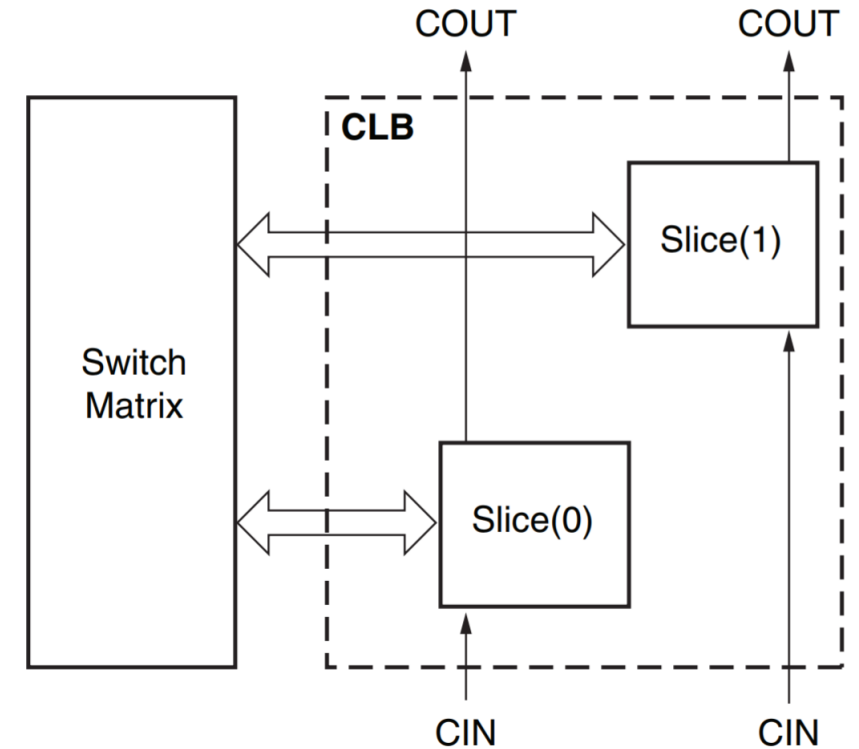 COUT
COUT
CLB
Slice(1)
Switch
Matrix
Slice(0)
CIN
CIN